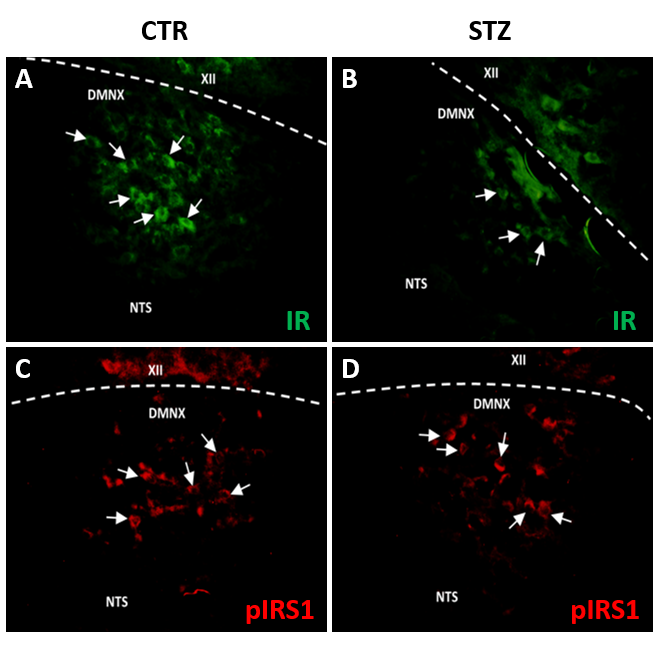 CTR STZ
A XII
DMNX
NTS
IR
B XII
DMNX
NTS
IR
C XII
DMNX
NTS
pIRS1
D XII
DMNX
NTS
pIRS1